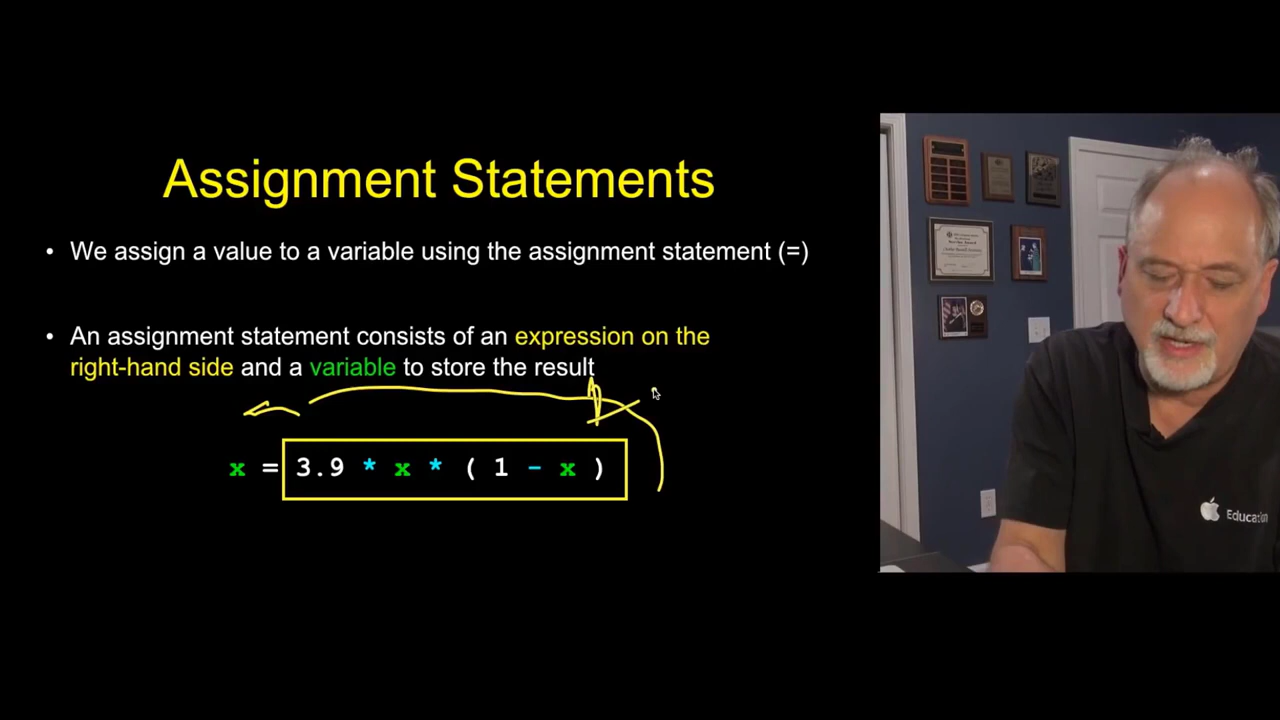 Assignment Statements
• We assign a value to a variable using the assignment statement (=)
• An assignment statement consists of an expression on the
right-hand side and a variable to store the result
x = 3.9 * x * ( 1 - x )
Education